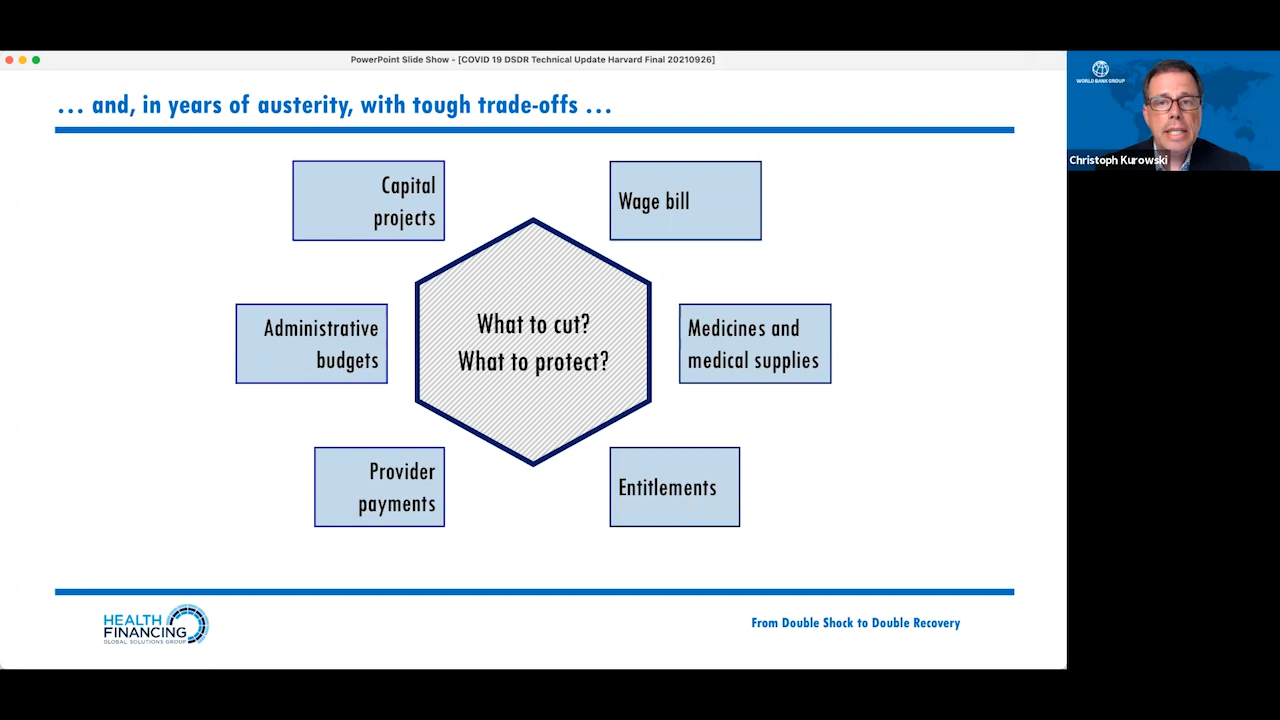 PowerPoint Slide Show - [COVID 19 DSDR Technical Update Harvard Final 20210926]
... and, in years of austerity, with tough trade-offs ...
WORLD BANK GROUP
Christoph Kurowski
Capital
projects
Wage bill
What to cut?
What to protect?
Administrative
budgets
Medicines and
medical supplies
Provider
payments
Entitlements
HEALTH
FINANCING
GLOBAL SOLUTIONS GROUP
From Double Shock to Double Recovery